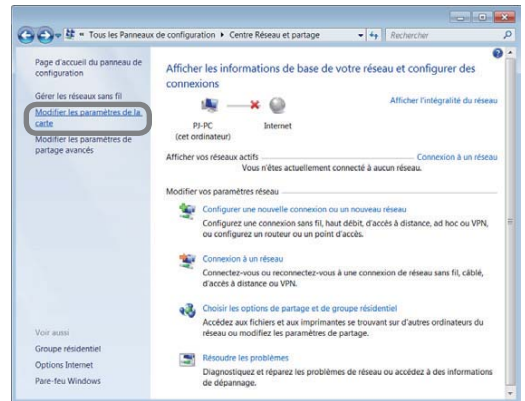 « Tous les Panneaux de configuration ▸ Centre Réseau et partage
Rechercher
Page d'accueil du panneau de
configuration
Gérer les réseaux sans fil
Modifier les paramètres de la
carte
Modifier les paramètres de
partage avancés
Voir aussi
Groupe résidentiel
Options Internet
Pare-feu Windows
Afficher les informations de base de votre réseau et configurer des
connexions
Afficher l'intégralité du réseau
PJ-PC
(cet ordinateur)
Internet
Afficher vos réseaux actifs
Connexion à un réseau
Vous n'êtes actuellement connecté à aucun réseau.
Modifier vos paramètres réseau
Configurer une nouvelle connexion ou un nouveau réseau
Configurez une connexion sans fil, haut débit, d'accès à distance, ad hoc ou VPN,
ou configurez un routeur ou un point d'accès.
Connexion à un réseau
Connectez-vous ou reconnectez-vous à une connexion de réseau sans fil, câblé,
d'accès à distance ou VPN.
Choisir les options de partage et de groupe résidentiel
Accédez aux fichiers et aux imprimantes se trouvant sur d'autres ordinateurs du
réseau ou modifiez les paramètres de partage.
Résoudre les problèmes
Diagnostiquez et réparez les problèmes de réseau ou accédez à des informations
de dépannage.